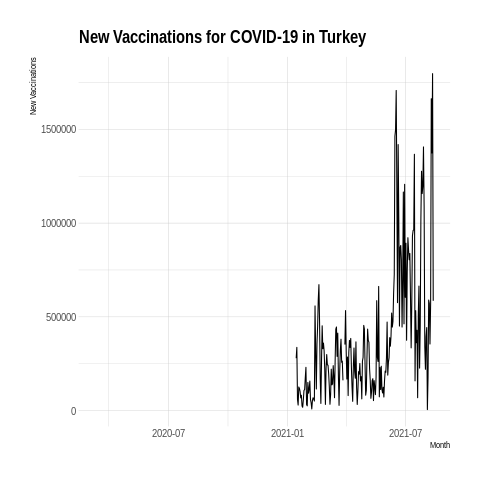 New Vaccinations for COVID-19 in Turkey
New Vaccinations
1500000
1000000
500000
0
2020-07
2021-01
2021-07
Month